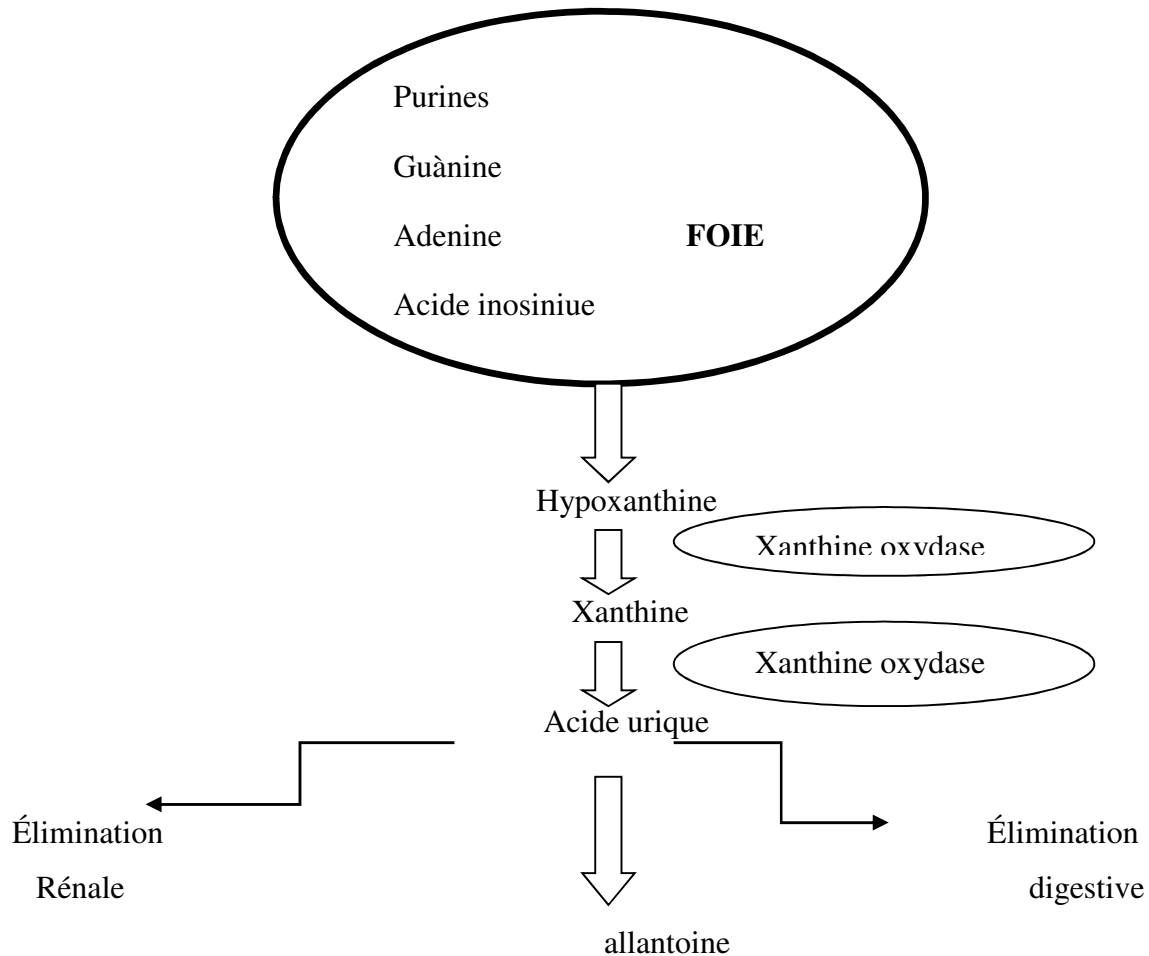 Purines
Guànine
Adenine
FOIE
Acide inosiniue
Hypoxanthine
Xanthine oxydase
Xanthine
Xanthine oxydase
Acide urique
Élimination
Rénale
Élimination
digestive
allantoine